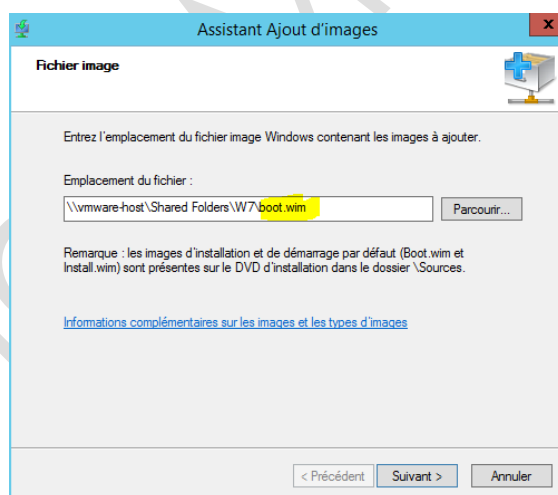 Assistant Ajout d'images
x
Fichier image
Entrez l'emplacement du fichier image Windows contenant les images à ajouter.
Emplacement du fichier :
\\vmware-host\Shared Folders\W7\boot.wim
Parcourir...
Remarque : les images d'installation et de démarrage par défaut (Boot.wim et
Install.wim) sont présentes sur le DVD d'installation dans le dossier \Sources.
Informations complémentaires sur les images et les types d'images
< Précédent
Suivant >
Annuler